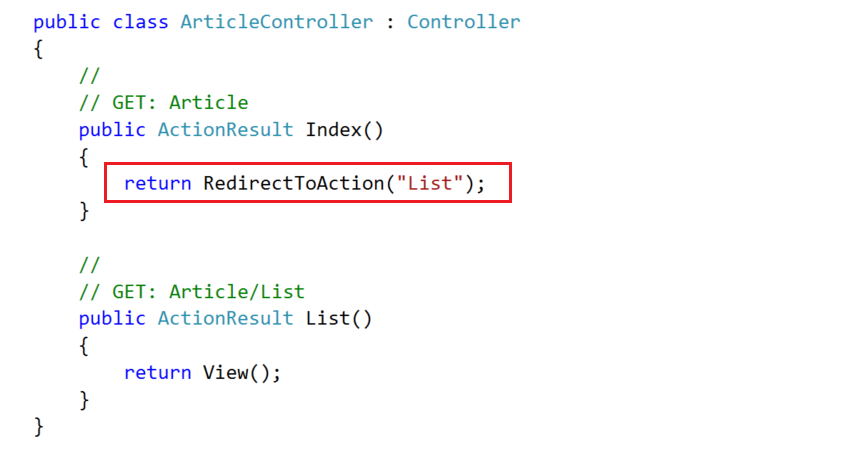 public class ArticleController : Controller
{
    //
    // GET: Article
    public ActionResult Index()
    {
        return RedirectToAction("List");
    }

    //
    // GET: Article/List
    public ActionResult List()
    {
        return View();
    }
}